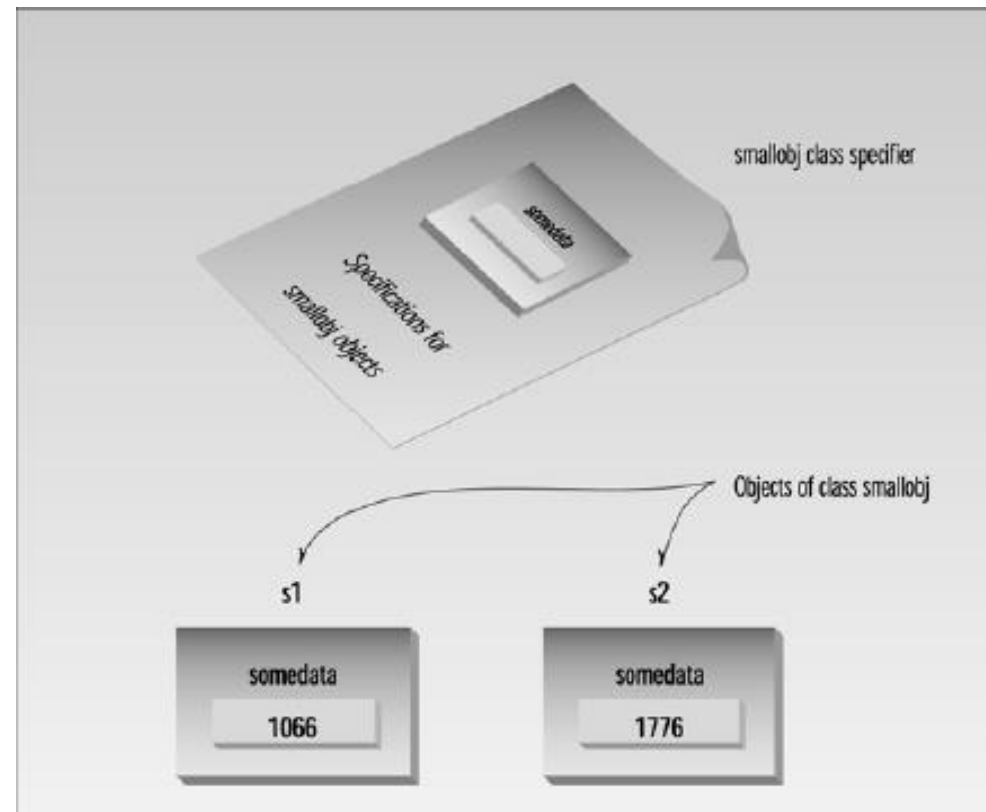 smallobj class specifier
somedata
Specifications for
smallobj objects
Objects of class smallobj
s1
s2
somedata
1066
somedata
1776